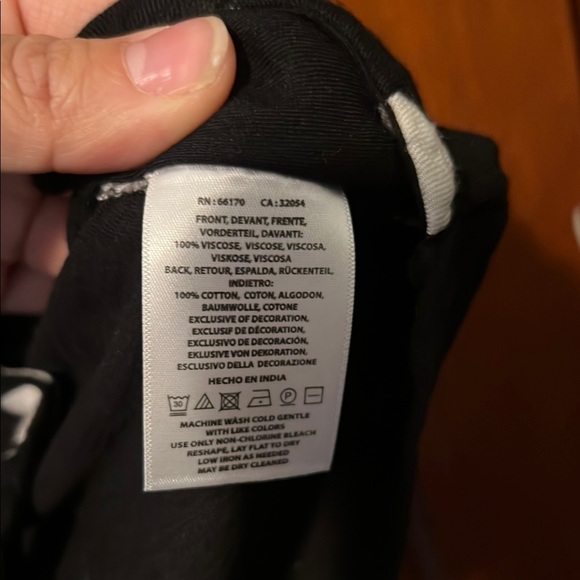 RN : 66170 CA : 32054
FRONT, DEVANT, FRENTE,
VORDERTEIL, DAVANTI:
100% VISCOSE, VISCOSE, VISCOSA,
VISKOSE, VISCOSA
BACK, RETOUR, ESPALDA, RÜCKENTEIL,
INDIETRO:
100% COTTON, COTON, ALGODON,
BAUMWOLLE, COTONE
EXCLUSIVE OF DECORATION,
EXCLUSIF DE DÉCORATION,
EXCLUSIVE DE DECORACIÓN,
EKLUSIVE VON DEKORATION,
ESCLUSIVO DELLA DECORAZIONE
HECHO EN INDIA
30 P
MACHINE WASH COLD GENTLE
WITH LIKE COLORS
USE ONLY NON-CHLORINE BLEACH
RESHAPE, LAY FLAT TO DRY
LOW IRON AS NEEDED
MAY BE DRY CLEANED